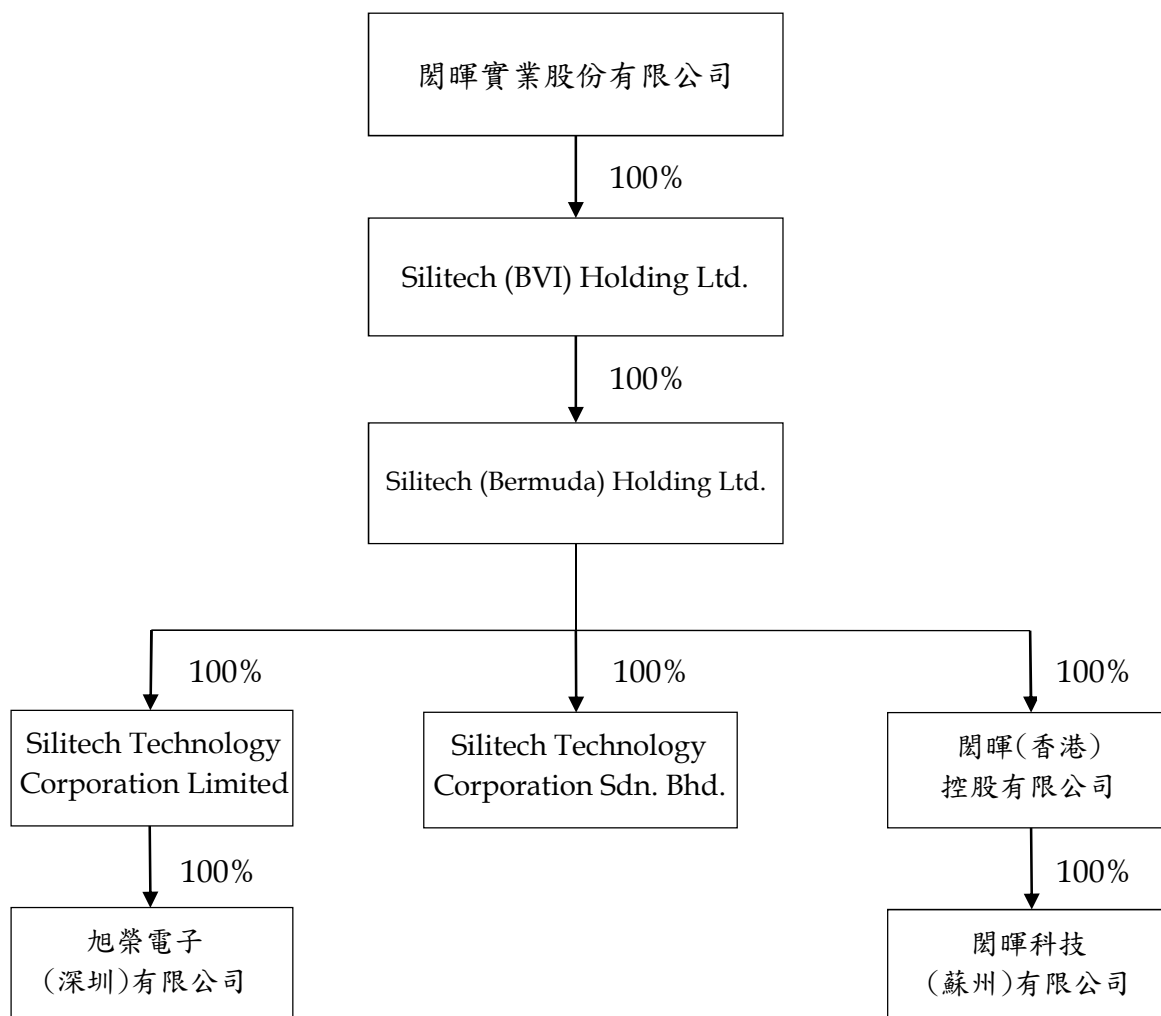 閎暉實業股份有限公司
100%
Silitech (BVI) Holding Ltd.
100%
Silitech (Bermuda) Holding Ltd.
100%
100%
100%
Silitech Technology
Corporation Limited
Silitech Technology
Corporation Sdn. Bhd.
閎暉(香港)
控股有限公司
100%
100%
旭榮電子
(深圳)有限公司
閎暉科技
(蘇州)有限公司